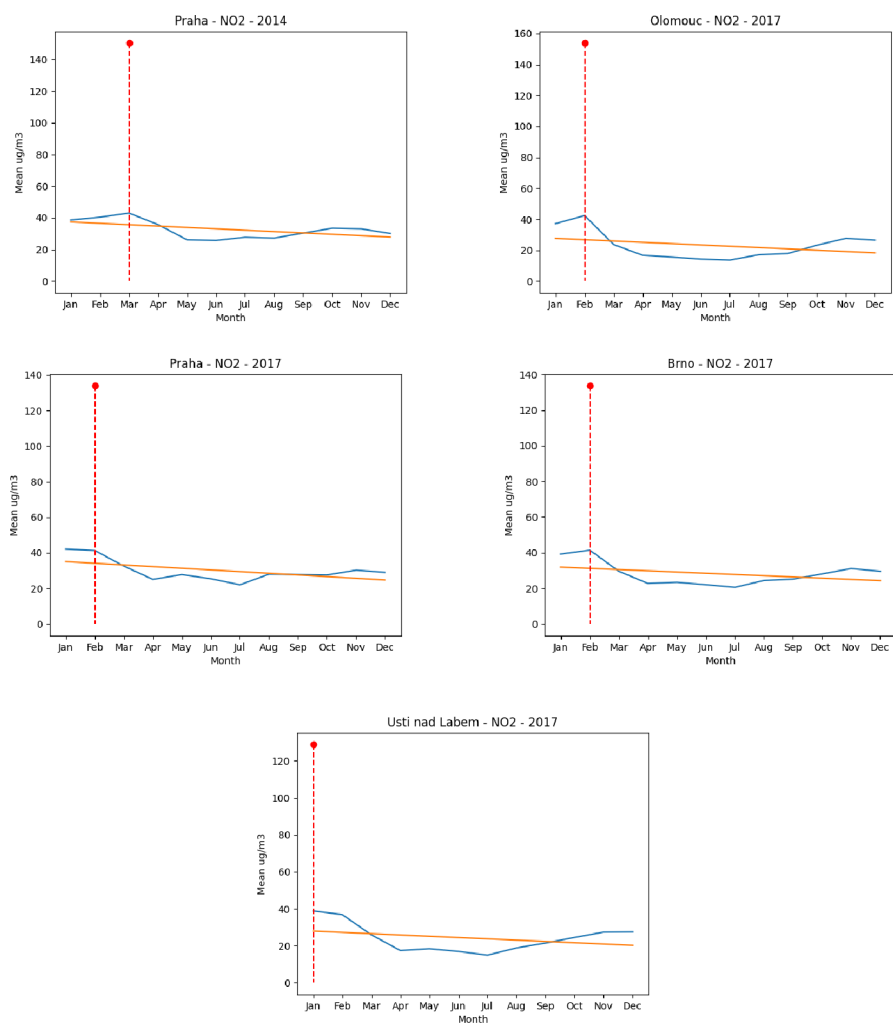 Praha - NO2 - 2014
140
120
100
80
60
40
20
0
Mean ug/m3
Jan Feb Mar Apr May Jun Jul Aug Sep Oct Nov Dec
Month
Olomouc - NO2 - 2017
160
140
120
100
80
60
40
20
0
Mean ug/m3
Jan Feb Mar Apr May Jun Jul Aug Sep Oct Nov Dec
Month
Praha - NO2 - 2017
140
120
100
80
60
40
20
0
Mean ug/m3
Jan Feb Mar Apr May Jun Jul Aug Sep Oct Nov Dec
Month
Brno - NO2 - 2017
140
120
100
80
60
40
20
0
Mean ug/m3
Jan Feb Mar Apr May Jun Jul Aug Sep Oct Nov Dec
Month
Usti nad Labem - NO2 - 2017
120
100
80
60
40
20
0
Mean ug/m3
Jan Feb Mar Apr May Jun Jul Aug Sep Oct Nov Dec
Month